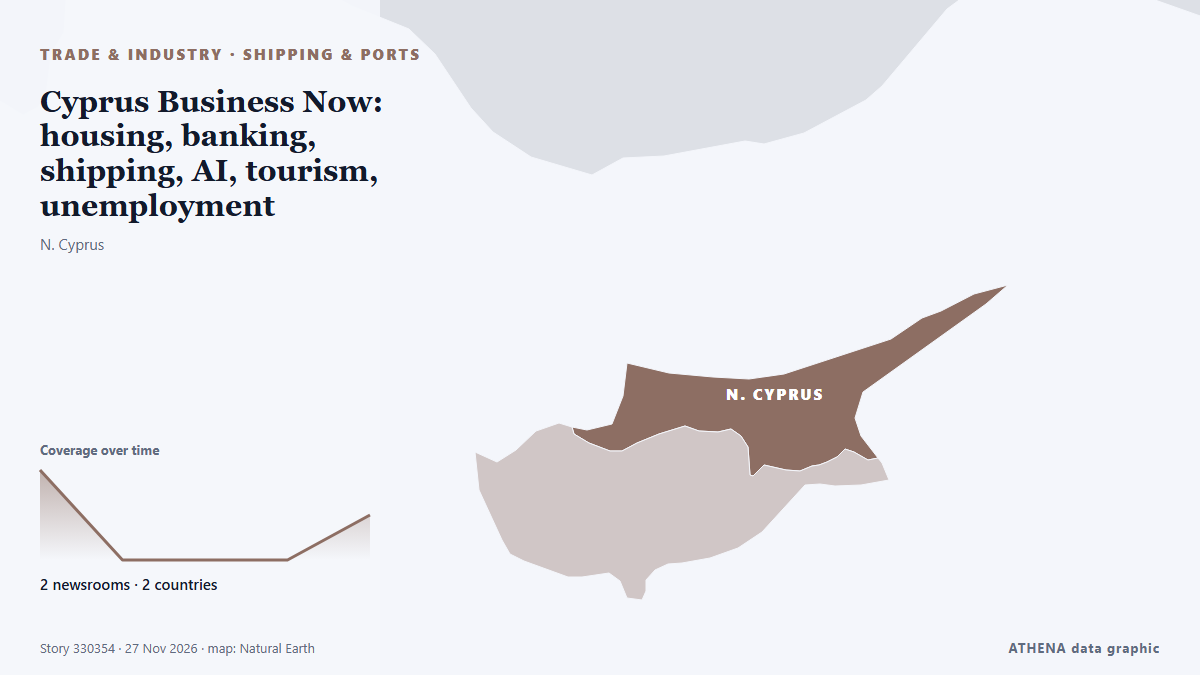 TRADE & INDUSTRY · SHIPPING & PORTS
Cyprus Business Now:
housing, banking,
shipping, AI, tourism,
unemployment
N. Cyprus
N. CYPRUS
Coverage over time
2 newsrooms · 2 countries
Story 330354 · 27 Nov 2026 · map: Natural Earth
ATHENA data graphic